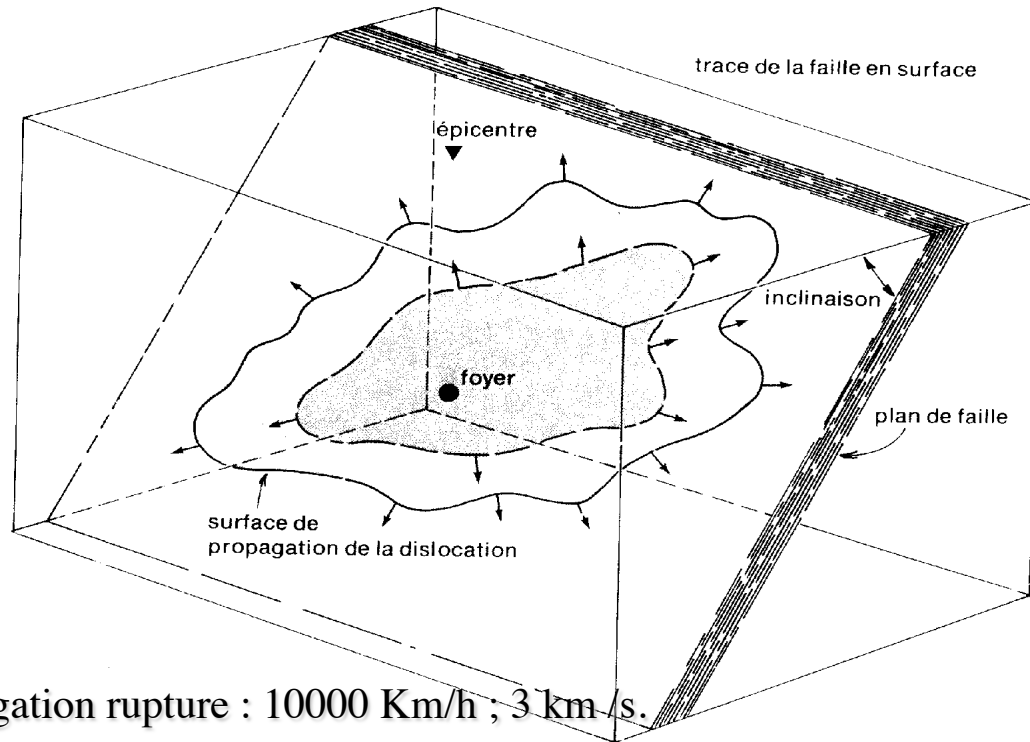 trace de la faille en surface
épicentre
inclinaison
foyer
plan de faille
surface de
propagation de la dislocation
gation rupture : 10000 Km/h ; 3 km /s.